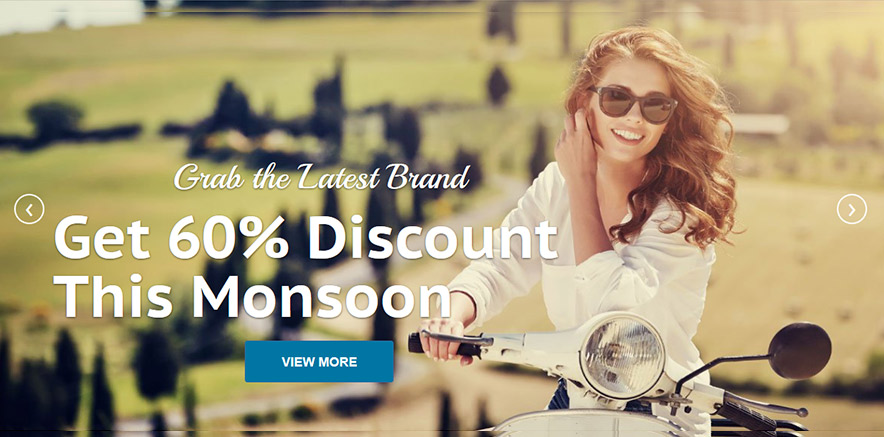 Grab the Latest Brand
Get 60% Discount
This Monsoon
VIEW MORE